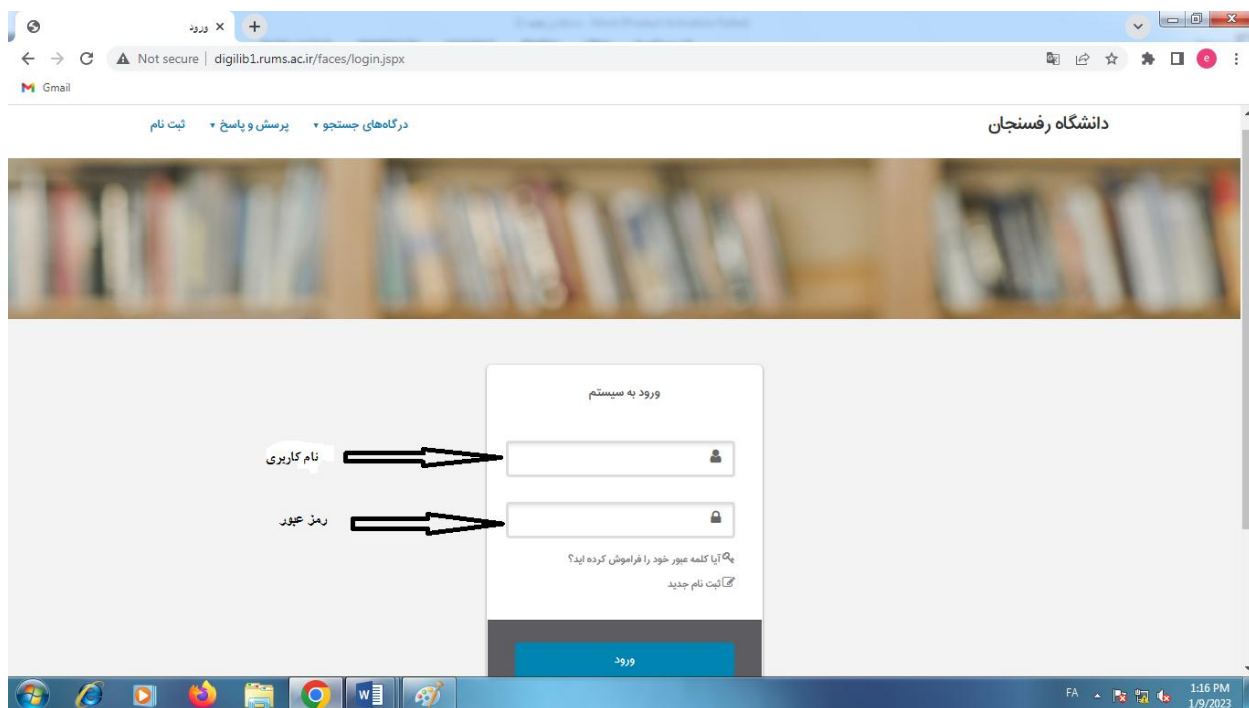 ورود
Not secure | digilib1.rums.ac.ir/faces/login.jspx
e
Gmail
دانشگاه رفسنجان
درگاه‌های جستجو
پرسش و پاسخ
ثبت نام
ورود به سیستم
نام کاربری
رمز عبور
آیا کلمه عبور خود را فراموش کرده اید؟
ثبت نام جدید
ورود
FA
1:16 PM
1/9/2023